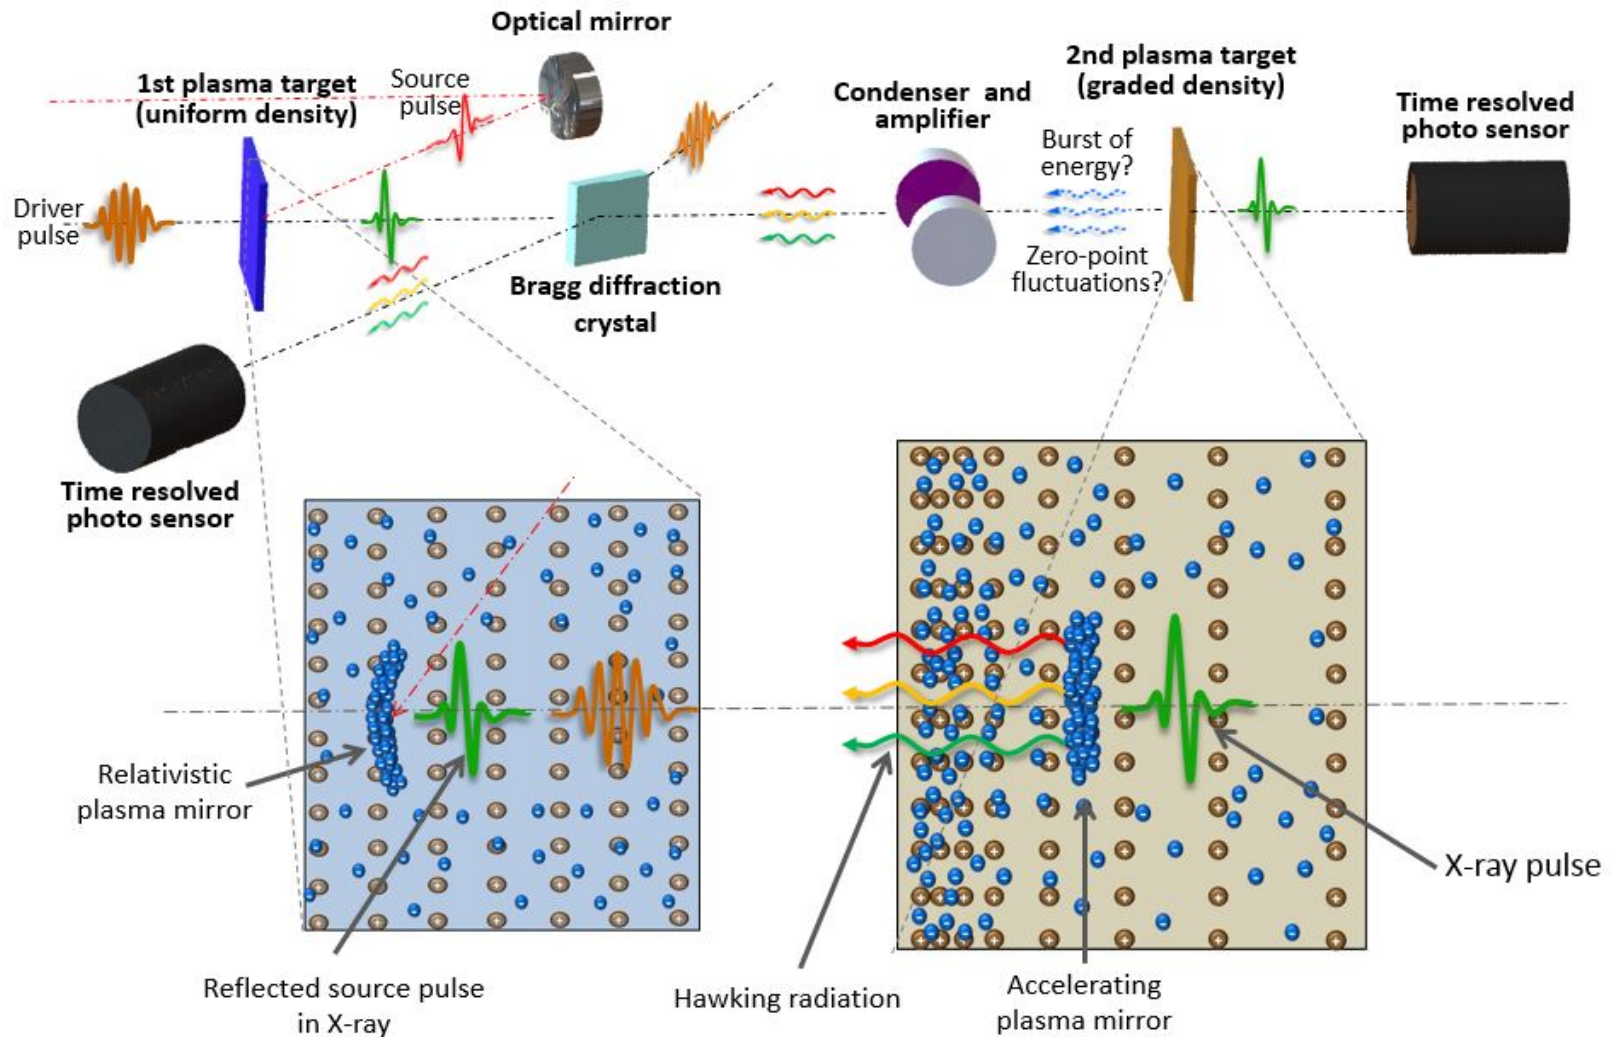 Optical mirror
1st plasma target
(uniform density)
Source
pulse
Driver
pulse
Bragg diffraction
crystal
Condenser and
amplifier
2nd plasma target
(graded density)
Burst of
energy?
Zero-point
fluctuations?
Time resolved
photo sensor
Time resolved
photo sensor
Relativistic
plasma mirror
Reflected source pulse
in X-ray
Hawking radiation
Accelerating
plasma mirror
X-ray pulse